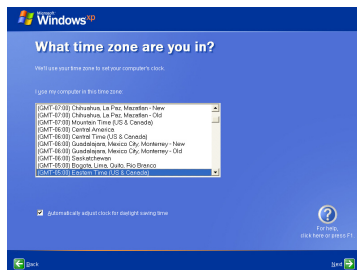 Microsoft
Windows xp
What time zone are you in?
We'll use your time zone to set your computer's clock.
I use my computer in this time zone:
(GMT-07:00) Chihuahua, La Paz, Mazatlan - New
(GMT-07:00) Chihuahua, La Paz, Mazatlan - Old
(GMT-07:00) Mountain Time (US & Canada)
(GMT-06:00) Central America
(GMT-06:00) Central Time (US & Canada)
(GMT-06:00) Guadalajara, Mexico City, Monterrey - New
(GMT-06:00) Guadalajara, Mexico City, Monterrey - Old
(GMT-06:00) Saskatchewan
(GMT-05:00) Bogota, Lima, Quito, Rio Branco
(GMT-05:00) Eastern Time (US & Canada)
Automatically adjust clock for daylight saving time
For help,
click here or press F1.
Back
Next